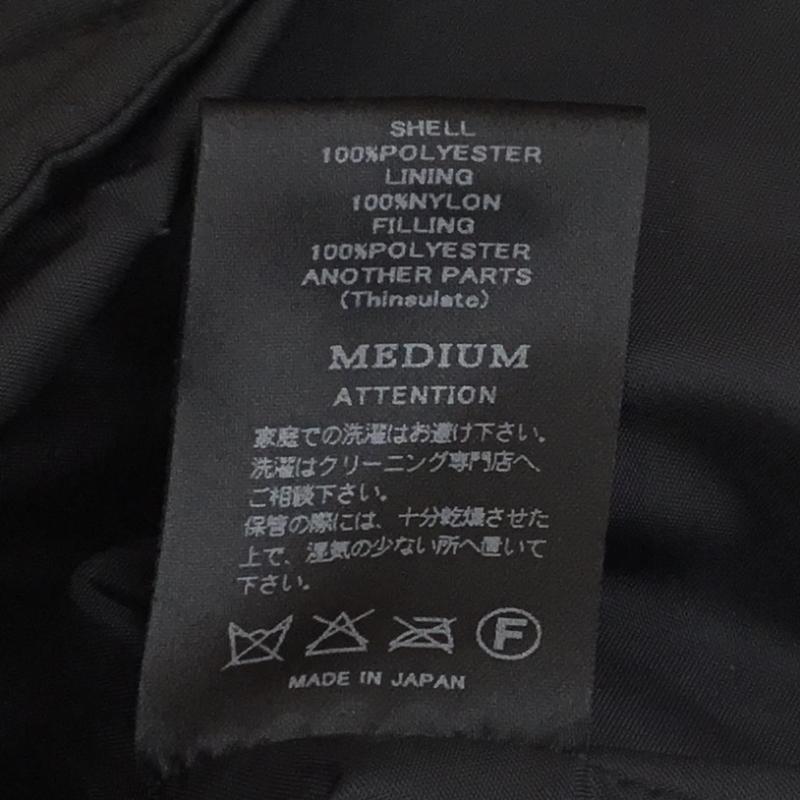 SHELL
100%POLYESTER
LINING
100%NYLON
FILLING
100%POLYESTER
ANOTHER PARTS
(Thinsulate)
MEDIUM
ATTENTION
家庭での洗濯はお避け下さい。
洗濯はクリーニング専門店へ、
ご相談下さい。
保管の際には、十分乾燥させた
上で、湿気の少ない所へ置いて
下さい。
F
MADE IN JAPAN